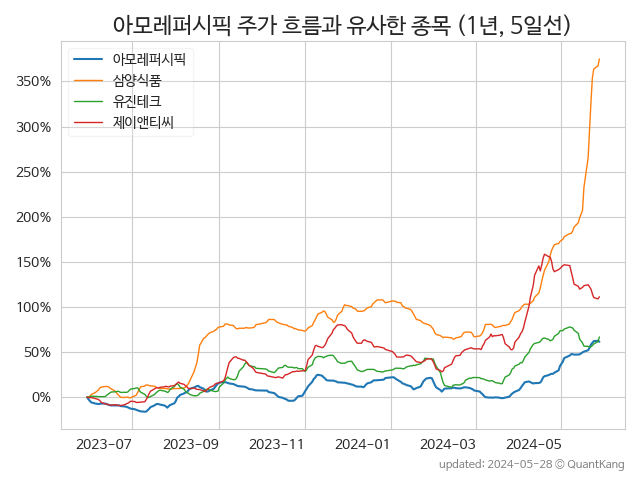 아모레퍼시픽 주가 흐름과 유사한 종목 (1년, 5일선)
아모레퍼시픽
삼양식품
유진테크
제이앤티씨
350%
300%
250%
200%
150%
100%
50%
0%
2023-07 2023-09 2023-11 2024-01 2024-03 2024-05
updated: 2024-05-28 © QuantKang